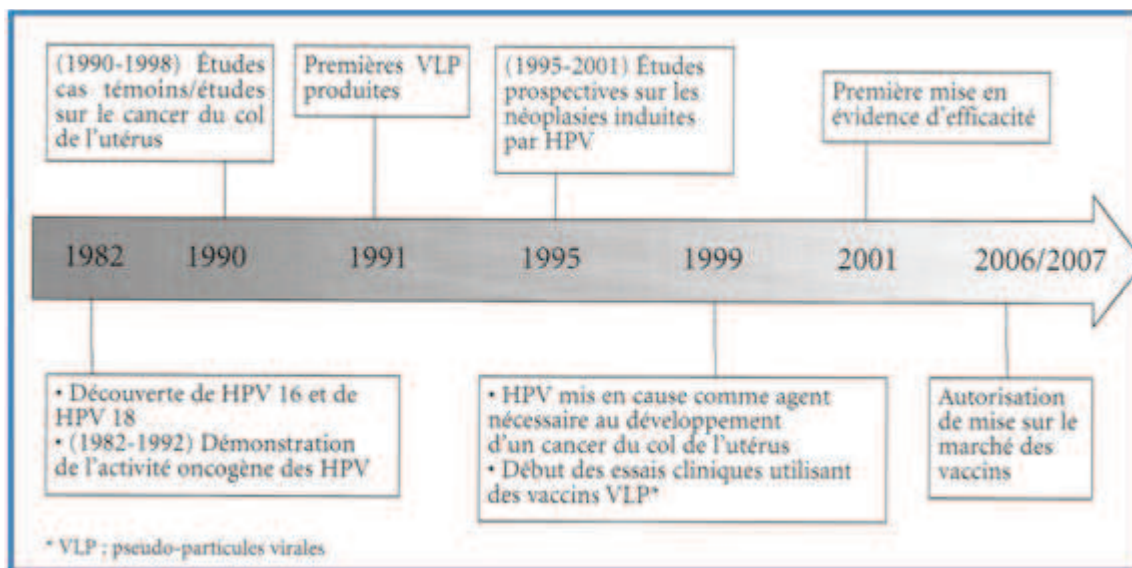 (1990-1998) Études
cas témoins/études
sur le cancer du col
de l'utérus
Premières VLP
produites
(1995-2001) Études
prospectives sur les
néoplasies induites
par HPV
Première mise en
évidence d'efficacité
1982 1990 1991 1995 1999 2001 2006/2007
• Découverte de HPV 16 et de
HPV 18
• (1982-1992) Démonstration
de l'activité oncogène des HPV
• HPV mis en cause comme agent
nécessaire au développement
d'un cancer du col de l'utérus
• Début des essais cliniques utilisant
des vaccins VLP*
Autorisation
de mise sur le
marché des
vaccins
* VLP : pseudo-particules virales